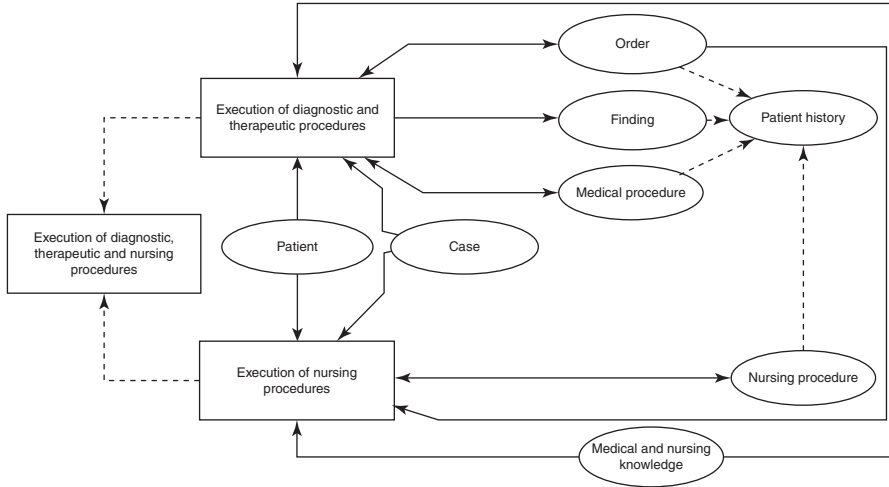 Order
Execution of diagnostic and
therapeutic procedures
Finding
Patient history
Medical procedure
Execution of diagnostic,
therapeutic and nursing
procedures
Patient
Case
Execution of nursing
procedures
Nursing procedure
Medical and nursing
knowledge